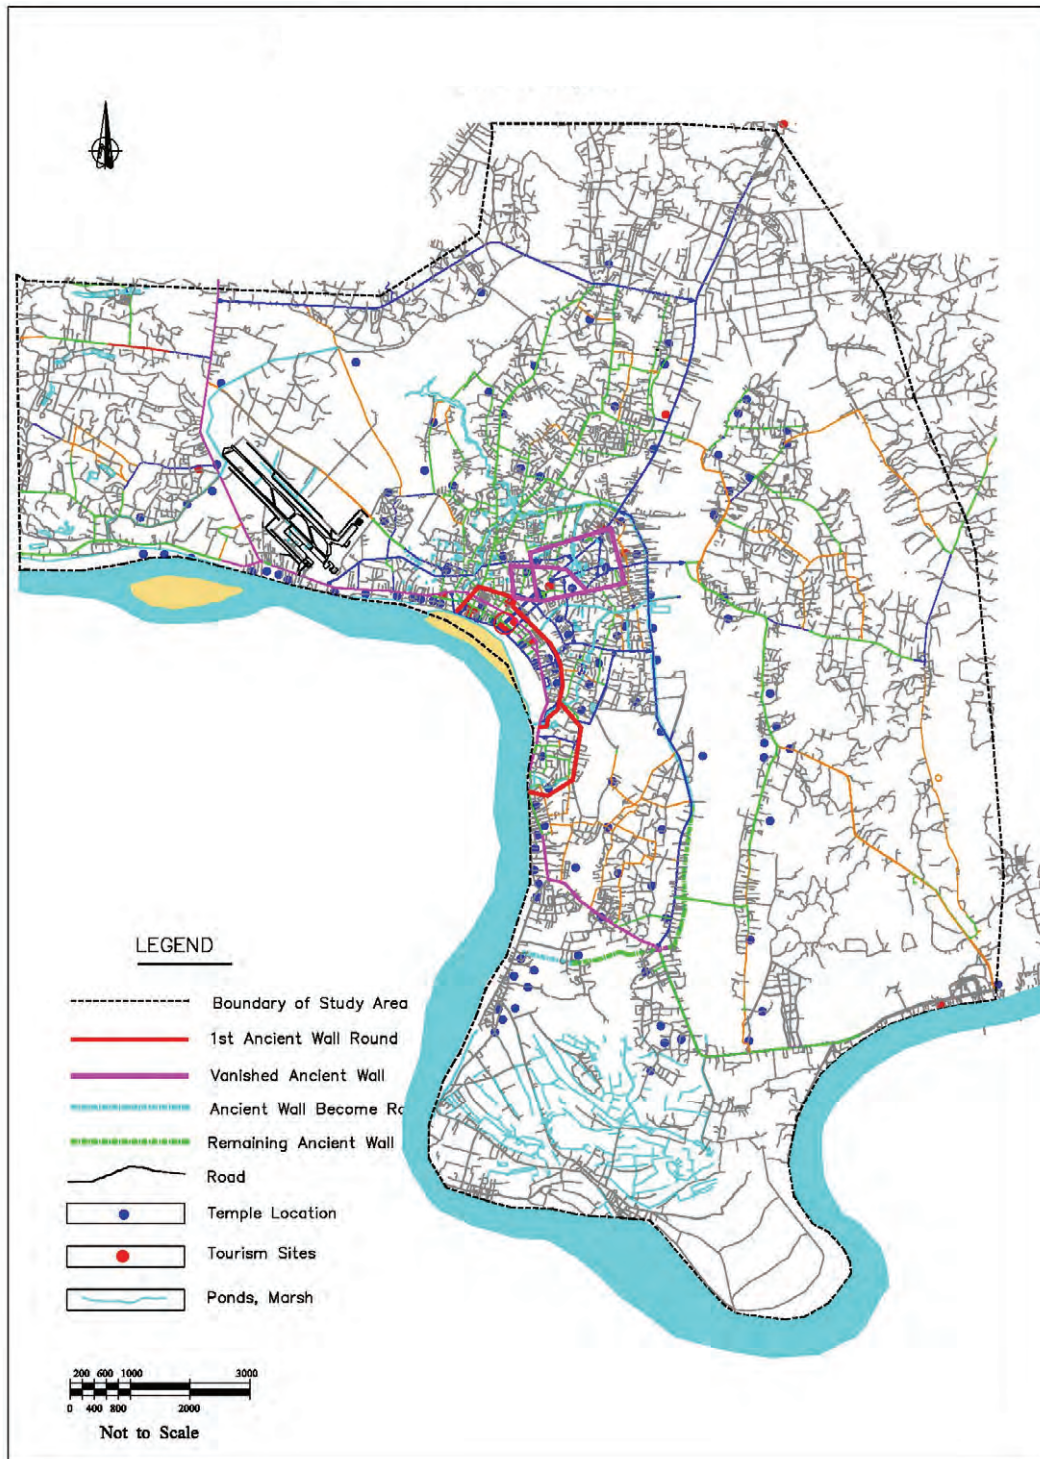 LEGEND
Boundary of Study Area
1st Ancient Wall Round
Vanished Ancient Wall
Ancient Wall Become Ro
Remaining Ancient Wall
Road
Temple Location
Tourism Sites
Ponds, Marsh
200 600 1000 3000
0 400 800 2000
Not to Scale